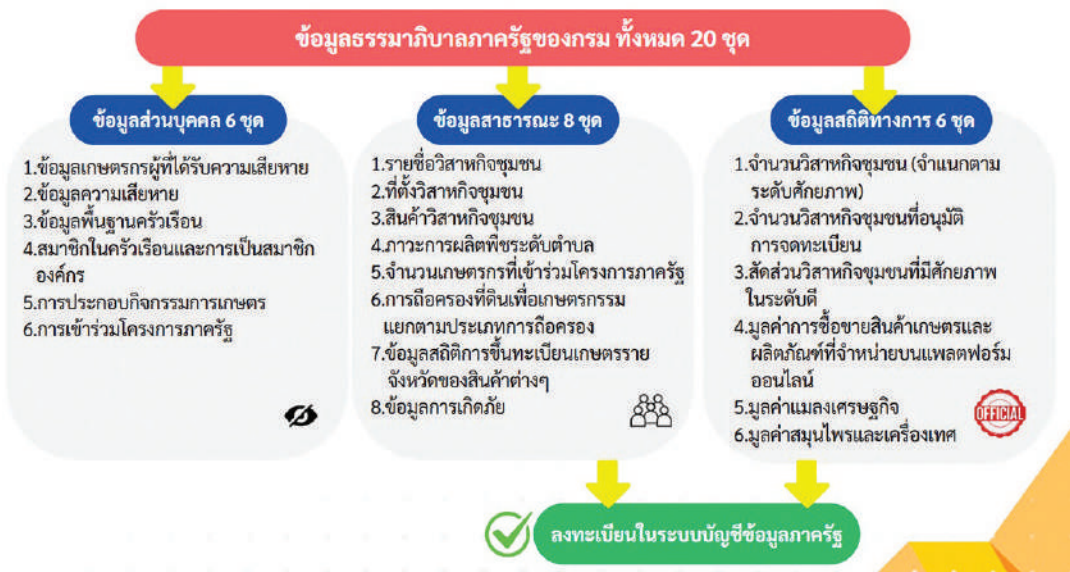 ข้อมูลธรรมาภิบาลภาครัฐของกรม ทั้งหมด 20 ชุด
ข้อมูลส่วนบุคคล 6 ชุด
1.ข้อมูลเกษตรกรผู้ที่ได้รับความเสียหาย
2.ข้อมูลความเสียหาย
3.ข้อมูลพื้นฐานครัวเรือน
4.สมาชิกในครัวเรือนและการเป็นสมาชิก
องค์กร
5.การประกอบกิจกรรมการเกษตร
6.การเข้าร่วมโครงการภาครัฐ
ข้อมูลสาธารณะ 8 ชุด
1.รายชื่อวิสาหกิจชุมชน
2.ที่ตั้งวิสาหกิจชุมชน
3.สินค้าวิสาหกิจชุมชน
4.ภาวะการผลิตพืชระดับตำบล
5.จำนวนเกษตรกรที่เข้าร่วมโครงการภาครัฐ
6.การถือครองที่ดินเพื่อเกษตรกรรม
แยกตามประเภทการถือครอง
7.ข้อมูลสถิติการขึ้นทะเบียนเกษตรราย
จังหวัดของสินค้าต่างๆ
8.ข้อมูลการเกิดภัย
ข้อมูลสถิติทางการ 6 ชุด
1.จำนวนวิสาหกิจชุมชน (จำแนกตาม
ระดับศักยภาพ)
2.จำนวนวิสาหกิจชุมชนที่อนุมัติ
การจดทะเบียน
3.สัดส่วนวิสาหกิจชุมชนที่มีศักยภาพ
ในระดับดี
4.มูลค่าการซื้อขายสินค้าเกษตรและ
ผลิตภัณฑ์ที่จำหน่ายบนแพลตฟอร์ม
ออนไลน์
5.มูลค่าแมลงเศรษฐกิจ
6.มูลค่าสมุนไพรและเครื่องเทศ
OFFICIAL
ลงทะเบียนในระบบบัญชีข้อมูลภาครัฐ